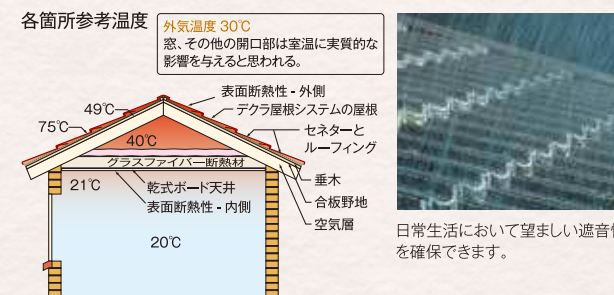 各箇所参考温度
外気温度 30℃
窓、その他の開口部は室温に実質的な
影響を与えると思われる。
表面断熱性 - 外側
49℃
デクラ屋根システムの屋根
75℃
セネターと
ルーフィング
40℃
グラスファイバー断熱材
21℃
乾式ボード天井
垂木
表面断熱性 - 内側
合板野地
空気層
20℃
日常生活において望ましい遮音性
を確保できます。